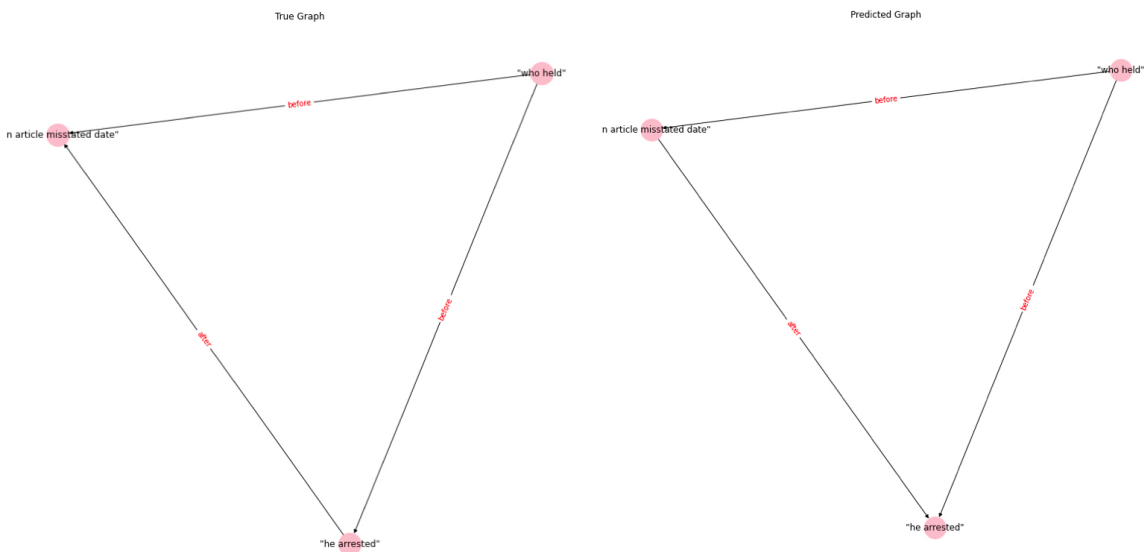 True Graph
"who held"
before
n article misstated date"
before
after
"he arrested"
Predicted Graph
"who held"
before
n article misstated date"
before
after
"he arrested"